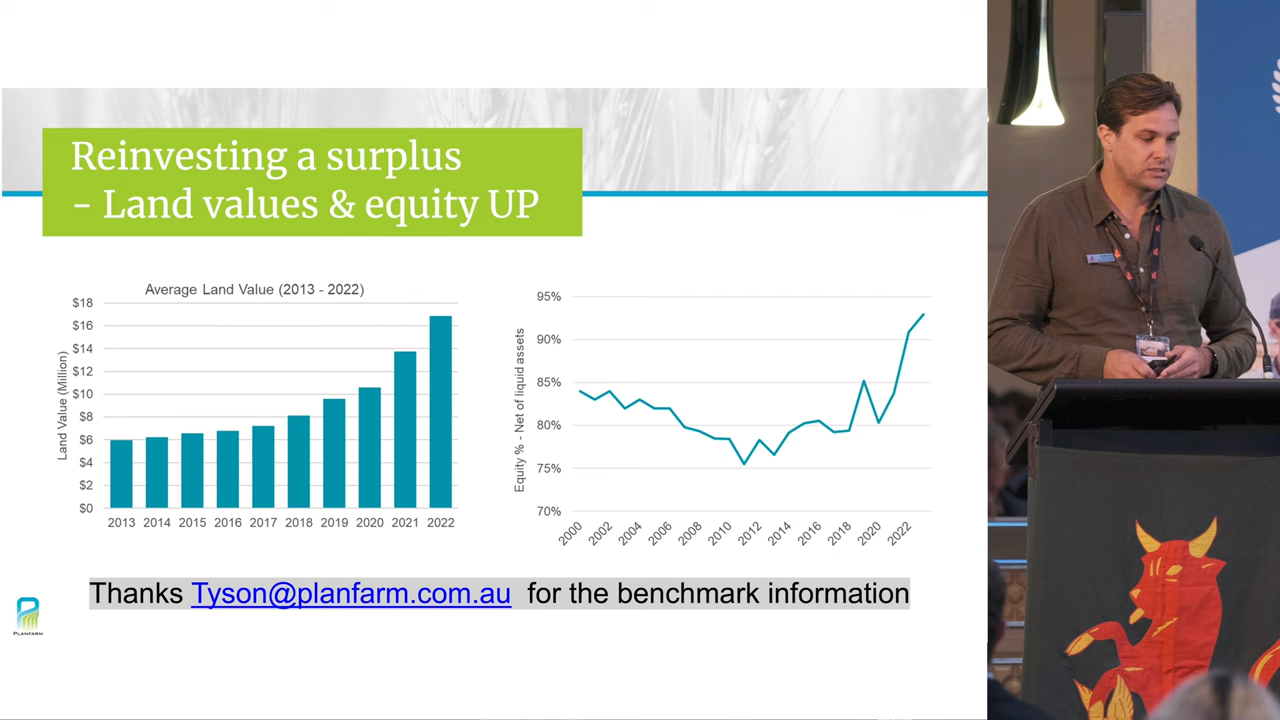 Reinvesting a surplus
- Land values & equity UP
Average Land Value (2013 - 2022)
Land Value (Million)
$18
$16
$14
$12
$10
$8
$6
$4
$2
$0
2013 2014 2015 2016 2017 2018 2019 2020 2021 2022
Equity % - Net of liquid assets
95%
90%
85%
80%
75%
70%
2000 2002 2004 2006 2008 2010 2012 2014 2016 2018 2020 2022
Thanks Tyson@planfarm.com.au for the benchmark information
PLANFARM